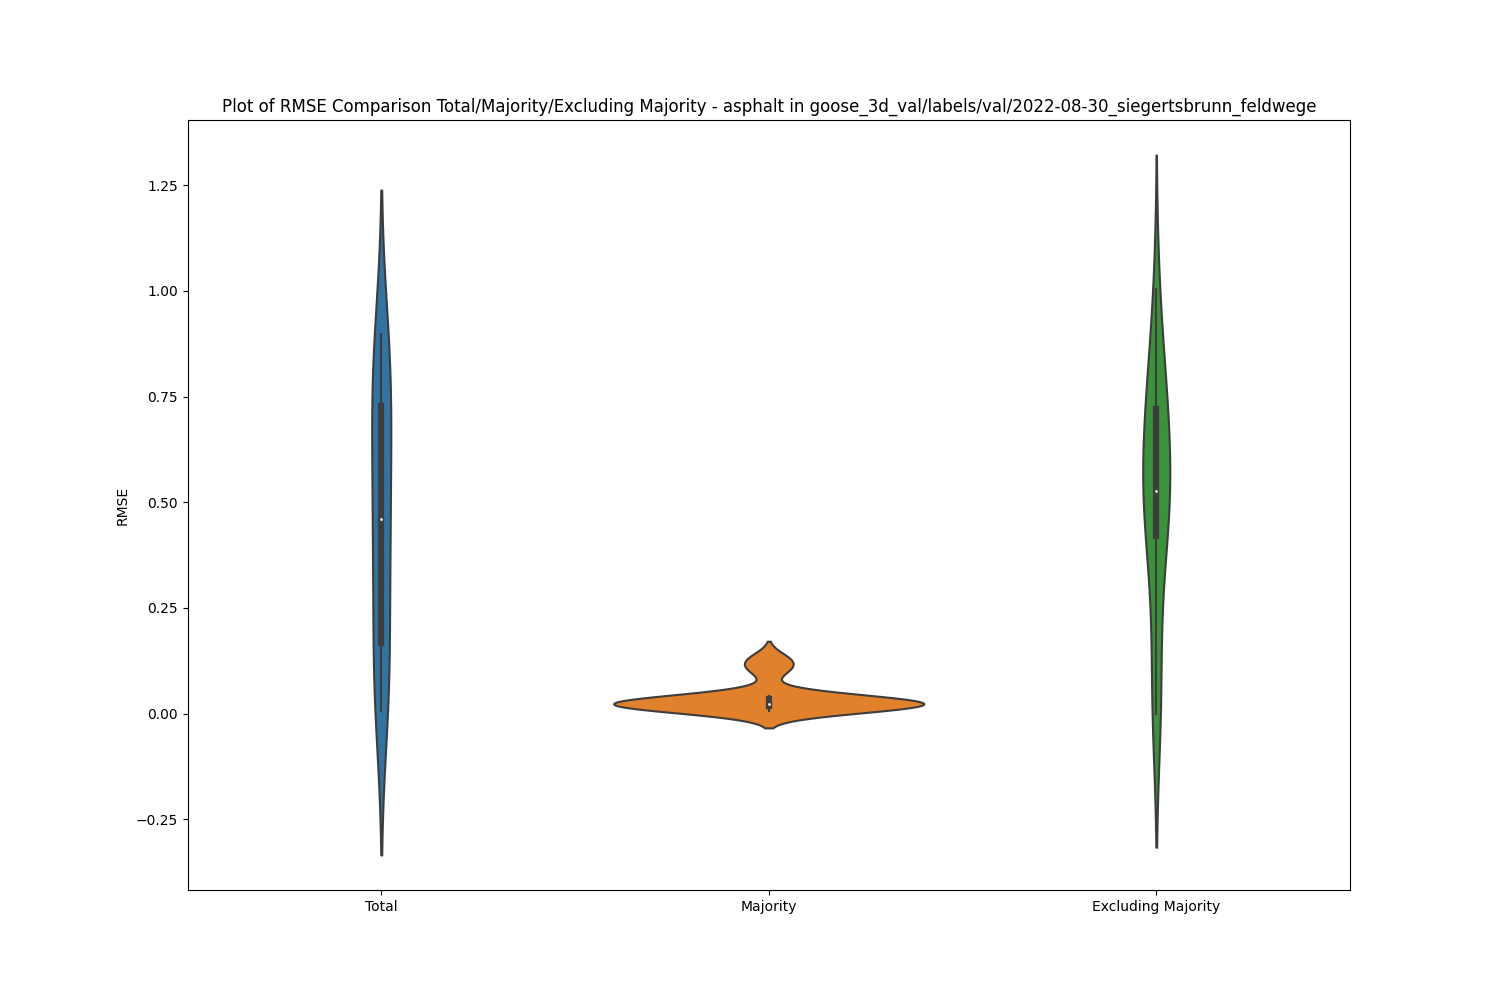 Plot of RMSE Comparison Total/Majority/Excluding Majority - asphalt in goose_3d_val/labels/val/2022-08-30_siegertsbrunn_feldwege
1.25
1.00
0.75
0.50
0.25
0.00
−0.25
RMSE
Total
Majority
Excluding Majority